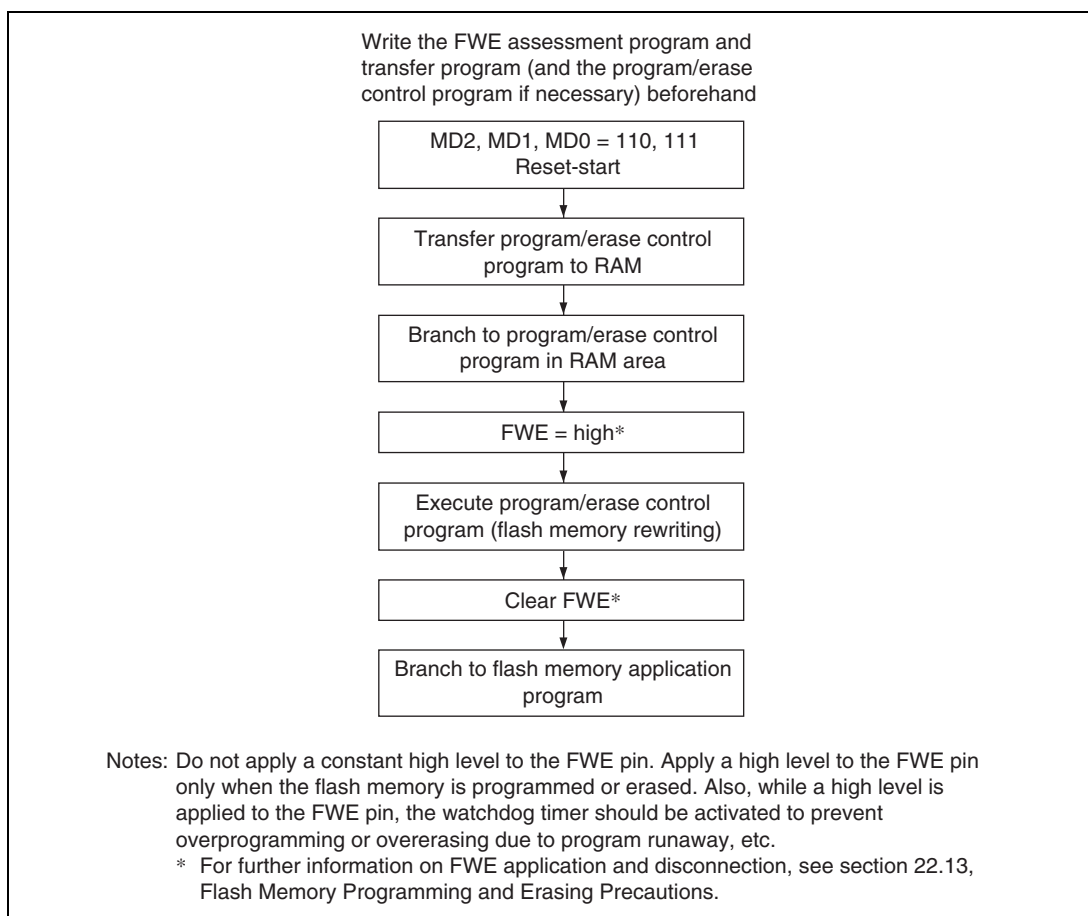 Write the FWE assessment program and
transfer program (and the program/erase
control program if necessary) beforehand
MD2, MD1, MD0 = 110, 111
Reset-start
Transfer program/erase control
program to RAM
Branch to program/erase control
program in RAM area
FWE = high*
Execute program/erase control
program (flash memory rewriting)
Clear FWE*
Branch to flash memory application
program
Notes: Do not apply a constant high level to the FWE pin. Apply a high level to the FWE pin
only when the flash memory is programmed or erased. Also, while a high level is
applied to the FWE pin, the watchdog timer should be activated to prevent
overprogramming or overerasing due to program runaway, etc.
* For further information on FWE application and disconnection, see section 22.13,
Flash Memory Programming and Erasing Precautions.